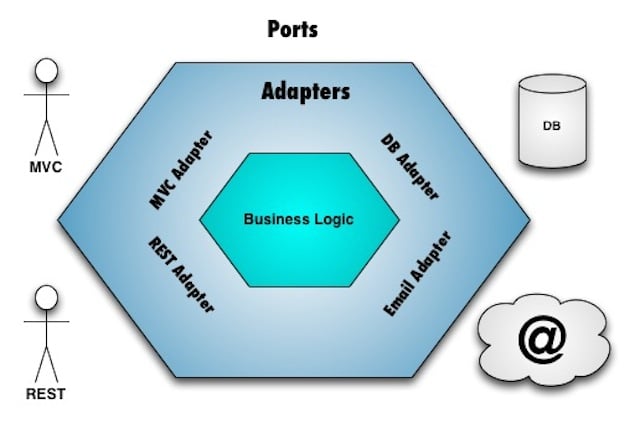 Ports
Adapters
MVC
MVC Adapter
DB Adapter
DB
Business Logic
REST Adapter
Email Adapter
REST
@